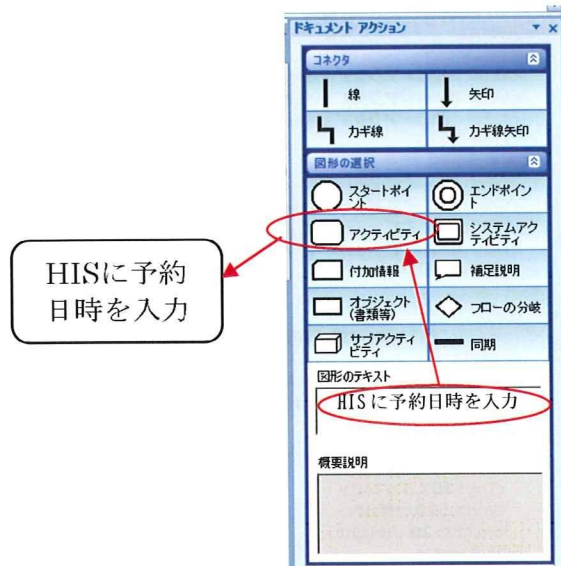 ドキュメント アクション
コネクタ
線
矢印
カギ線
カギ線矢印
図形の選択
スタートポイ
ント
エンドポイン
ト
アクティビティ
システムアク
ティビティ
付加情報
補足説明
オブジェクト
(書類等)
フローの分岐
サブアクティ
ビティ
同期
図形のテキスト
HISに予約日時を入力
概要説明
HISに予約
日時を入力